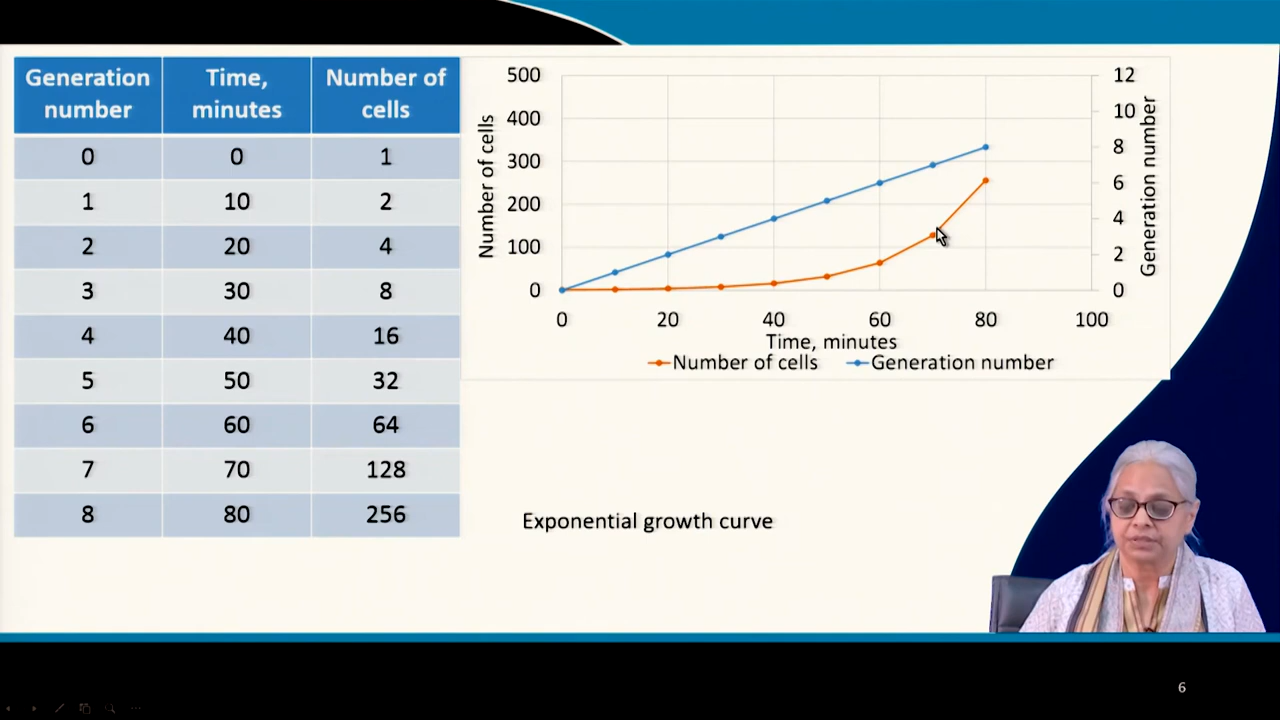 Generation number Time, minutes Number of cells
0 0 1
1 10 2
2 20 4
3 30 8
4 40 16
5 50 32
6 60 64
7 70 128
8 80 256
Number of cells
500
400
300
200
100
0
12
10
8
6
4
2
0
Generation number
0 20 40 60 80 100
Time, minutes
Number of cells Generation number
Exponential growth curve
6